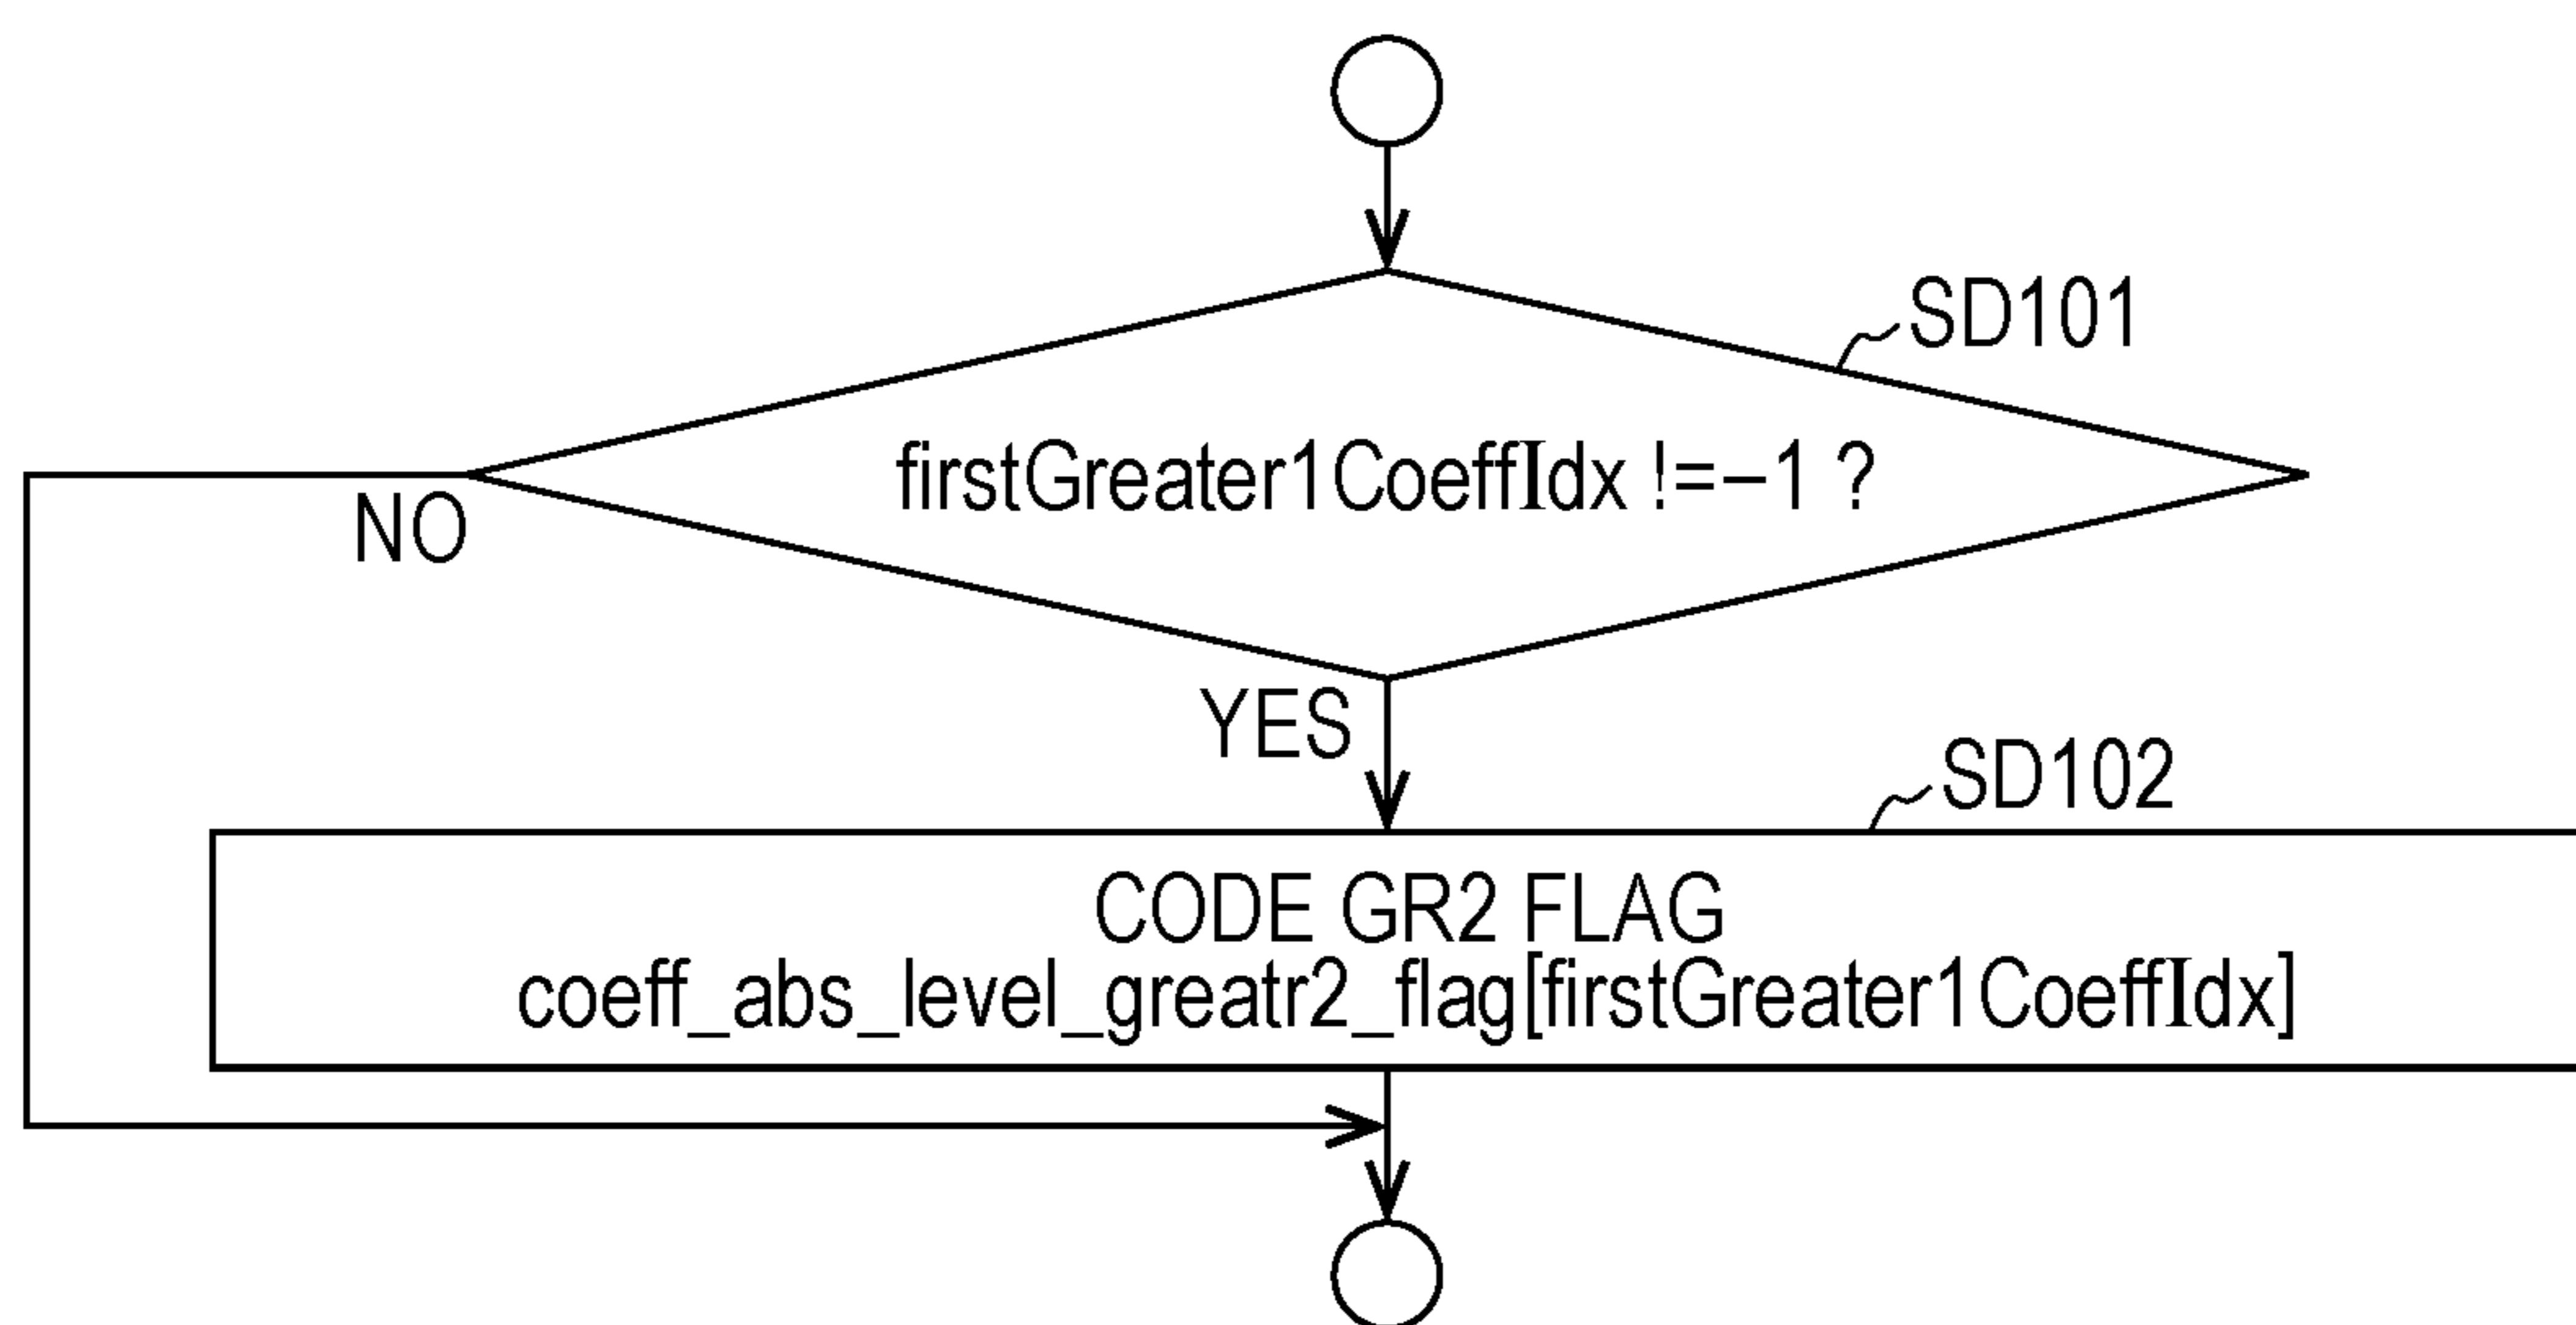 SD101
firstGreater1CoeffIdx !=−1 ?
NO
YES
SD102
CODE GR2 FLAG
coeff_abs_level_greatr2_flag[firstGreater1CoeffIdx]